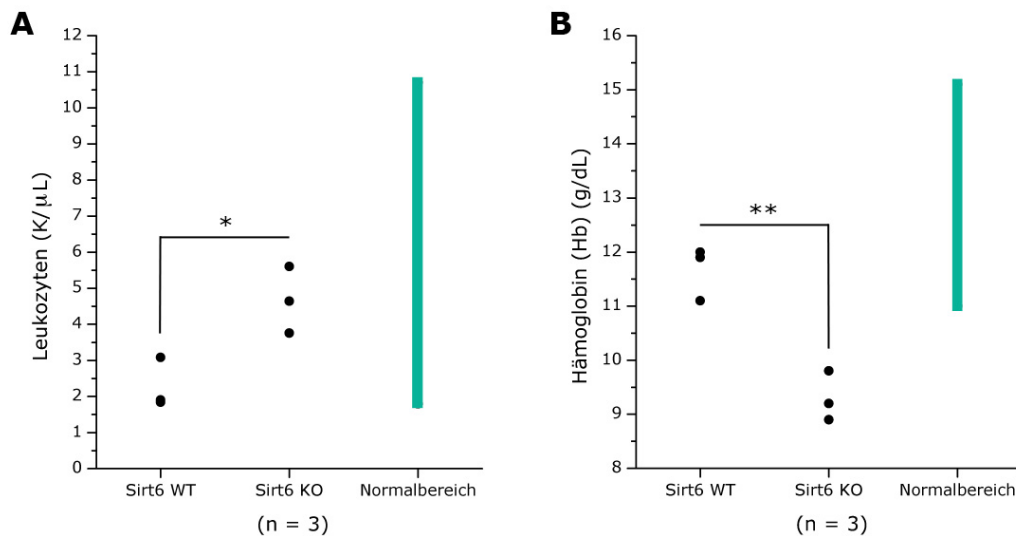 A
12
11
10
9
8
7
6
5
4
3
2
1
0
Leukozyten (K/μL)
*
Sirt6 WT
Sirt6 KO
Normalbereich
(n = 3)
B
16
15
14
13
12
11
10
9
8
Hämoglobin (Hb) (g/dL)
**
Sirt6 WT
Sirt6 KO
Normalbereich
(n = 3)